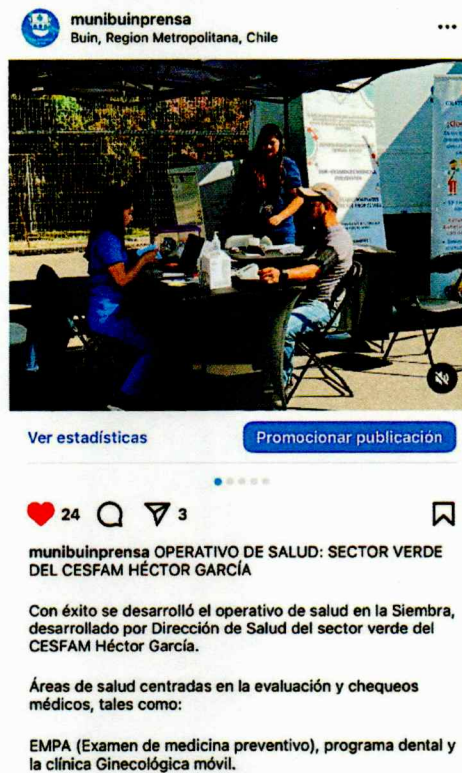 munibuinprensa
Buin, Region Metropolitana, Chile
Ver estadísticas
Promocionar publicación
24
3
munibuinprensa OPERATIVO DE SALUD: SECTOR VERDE
DEL CESFAM HÉCTOR GARCÍA
Con éxito se desarrolló el operativo de salud en la Siembra,
desarrollado por Dirección de Salud del sector verde del
CESFAM Héctor García.
Áreas de salud centradas en la evaluación y chequeos
médicos, tales como:
EMPA (Examen de medicina preventivo), programa dental y
la clínica Ginecológica móvil.